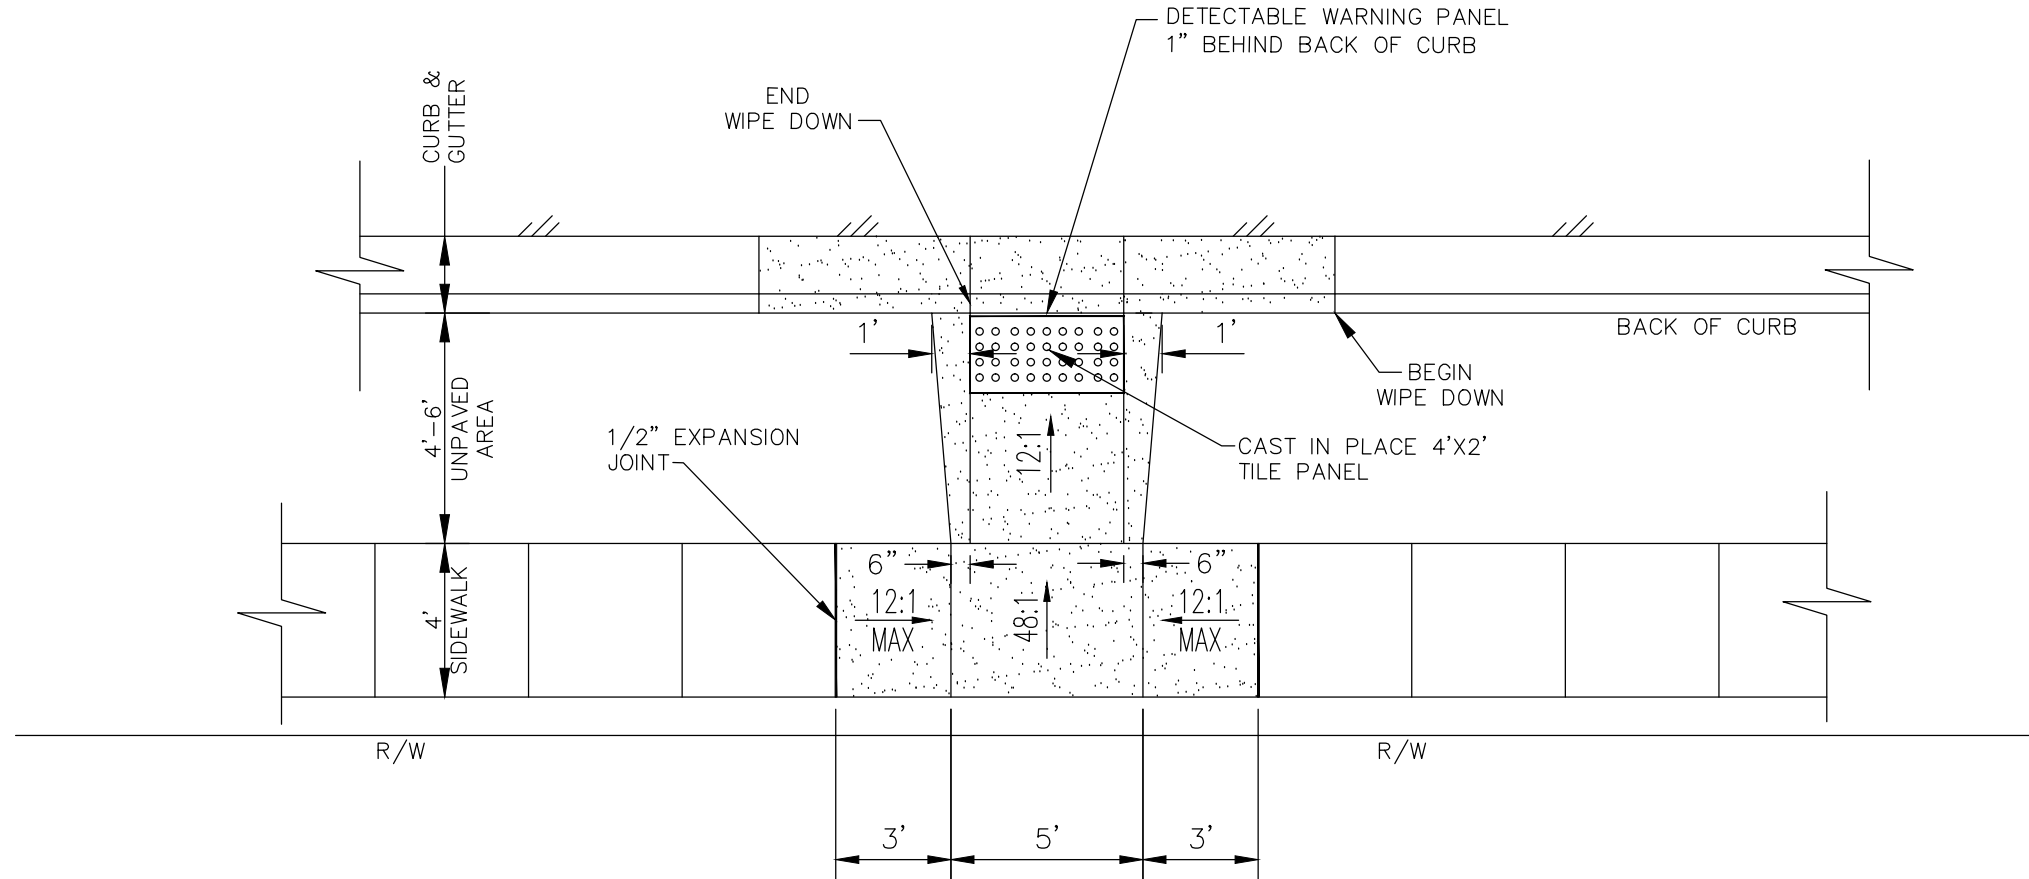 DETECTABLE WARNING PANEL
1" BEHIND BACK OF CURB
CURB &
GUTTER
END
WIPE DOWN
1'
1'
BACK OF CURB
BEGIN
WIPE DOWN
4'-6'
UNPAVED
AREA
1/2" EXPANSION
JOINT
12:1
CAST IN PLACE 4'X2'
TILE PANEL
6"
6"
12:1
MAX
48:1
12:1
MAX
4'
SIDEWALK
R/W
R/W
3'
5'
3'